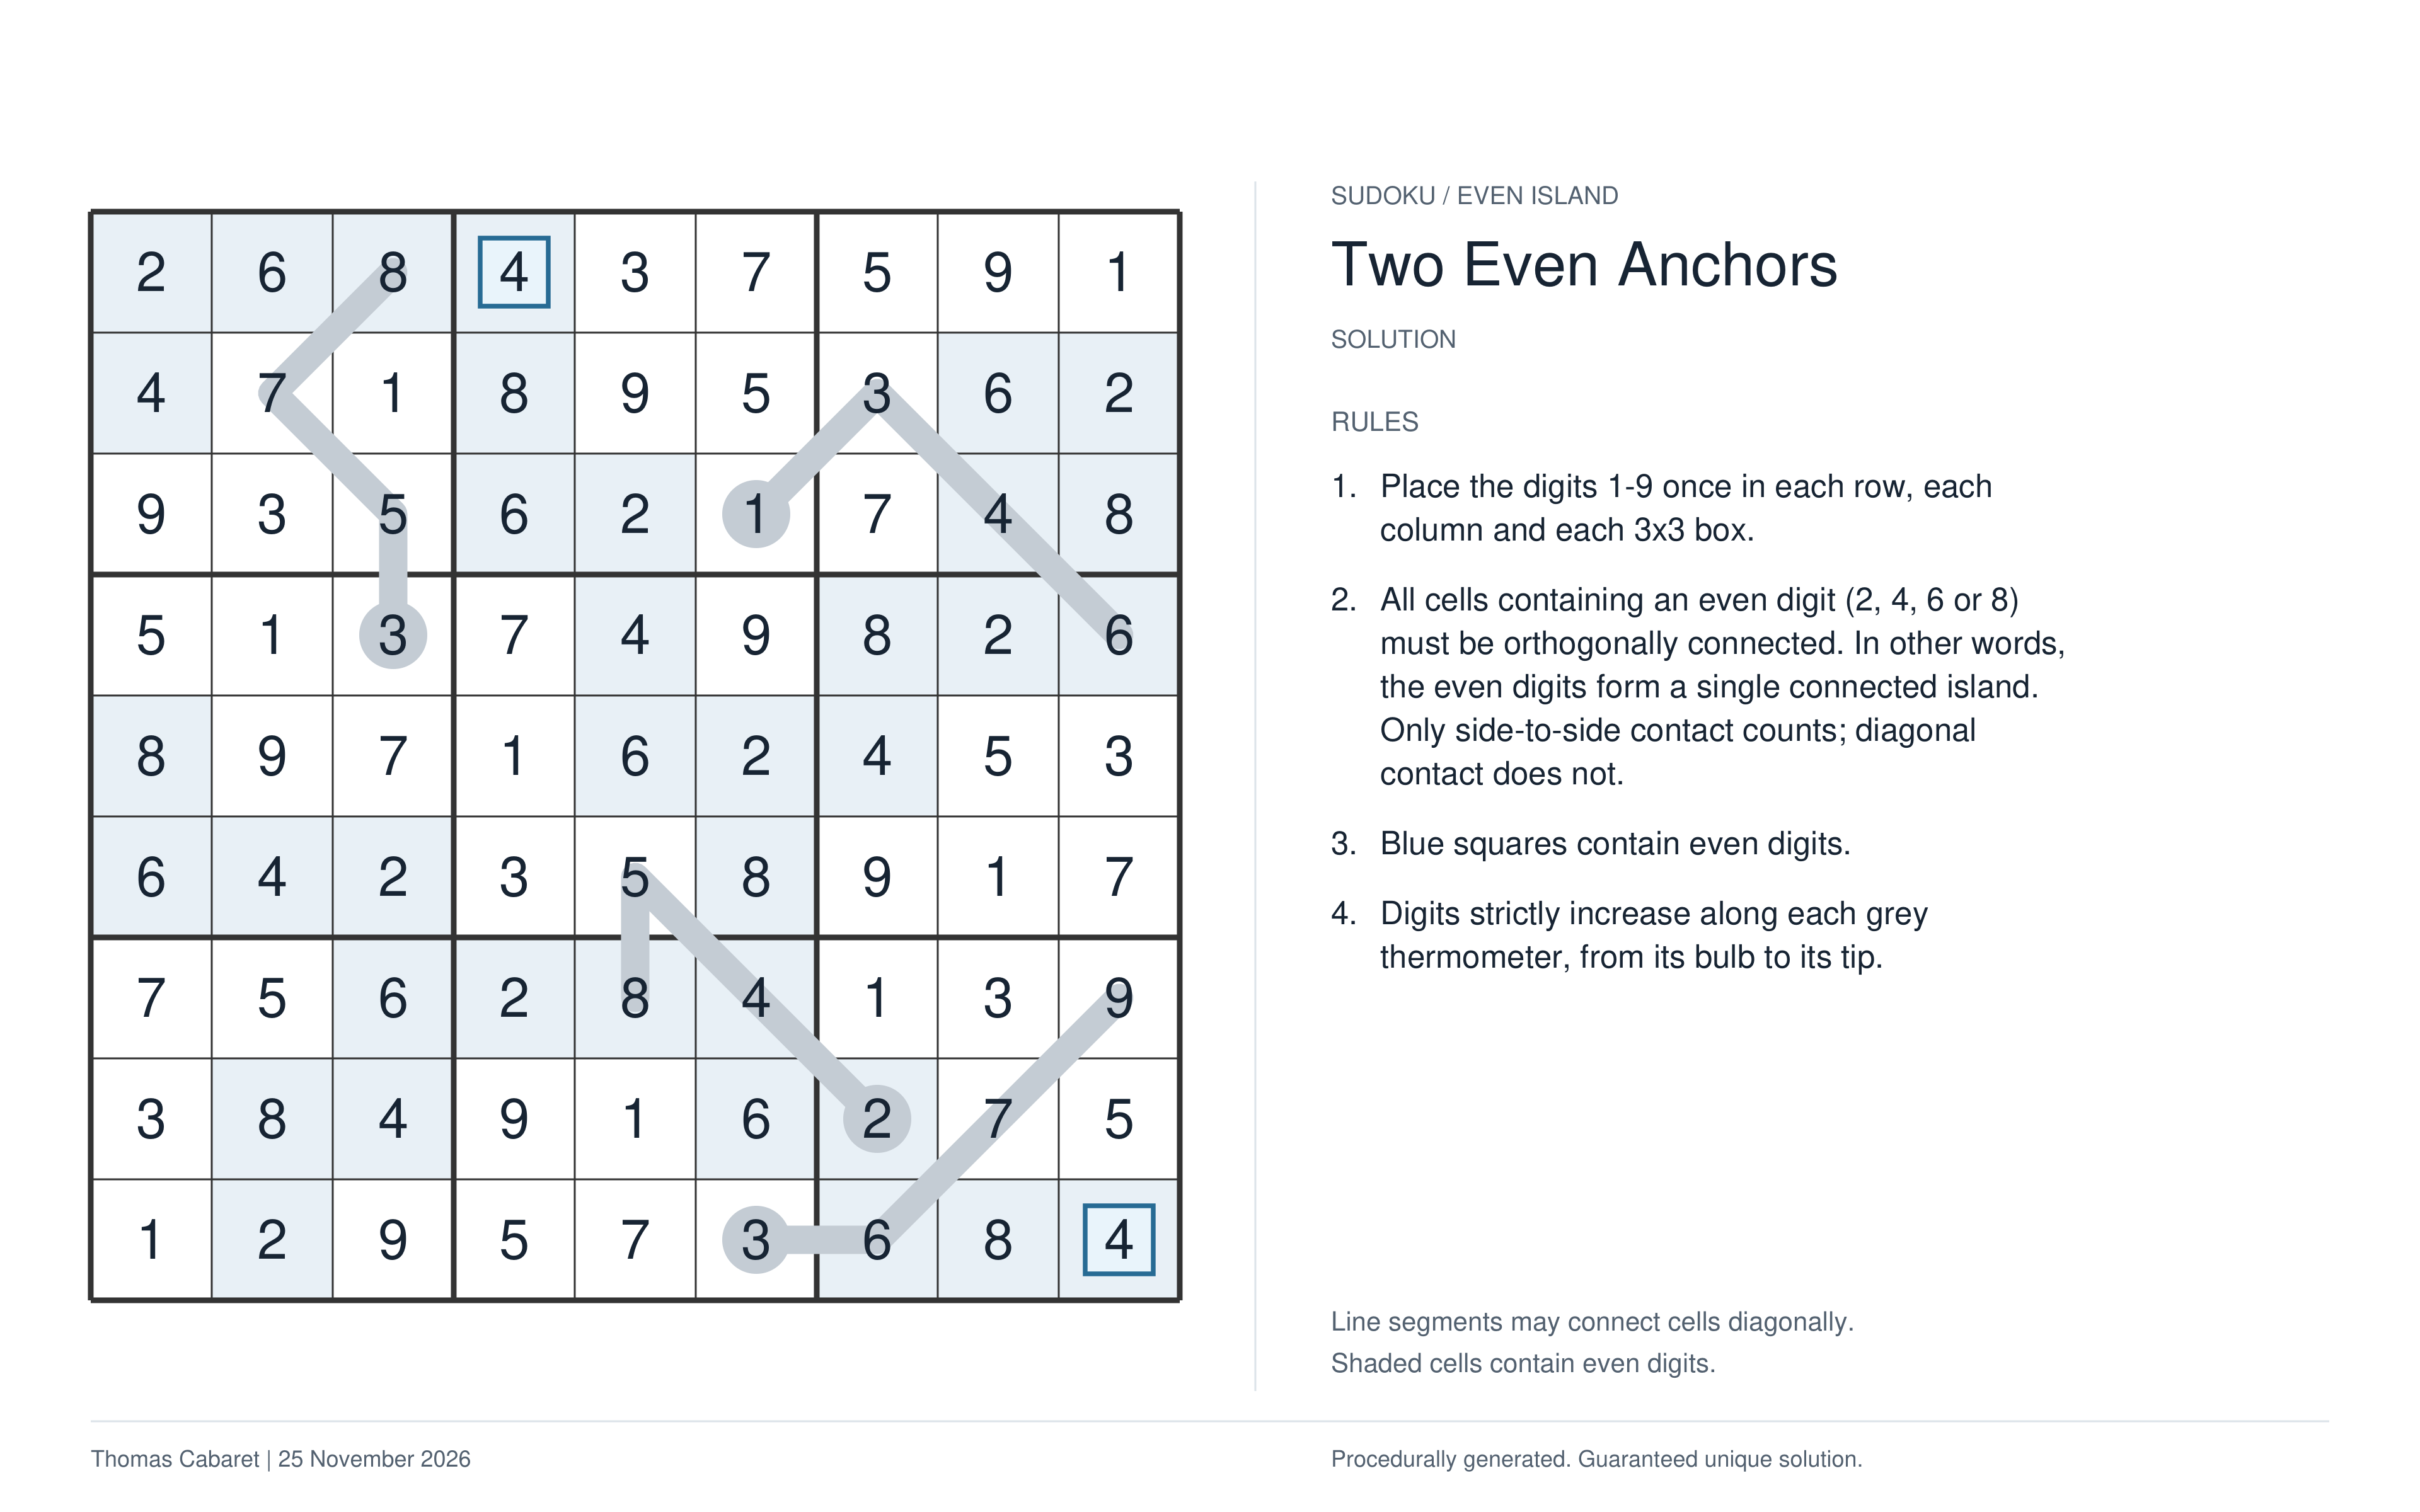 2 6 8 4 3 7 5 9 1
4 7 1 8 9 5 3 6 2
9 3 5 6 2 1 7 4 8
5 1 3 7 4 9 8 2 6
8 9 7 1 6 2 4 5 3
6 4 2 3 5 8 9 1 7
7 5 6 2 8 4 1 3 9
3 8 4 9 1 6 2 7 5
1 2 9 5 7 3 6 8 4
SUDOKU / EVEN ISLAND
Two Even Anchors
SOLUTION
RULES
1. Place the digits 1-9 once in each row, each
column and each 3x3 box.
2. All cells containing an even digit (2, 4, 6 or 8)
must be orthogonally connected. In other words,
the even digits form a single connected island.
Only side-to-side contact counts; diagonal
contact does not.
3. Blue squares contain even digits.
4. Digits strictly increase along each grey
thermometer, from its bulb to its tip.
Line segments may connect cells diagonally.
Shaded cells contain even digits.
Thomas Cabaret | 25 November 2026
Procedurally generated. Guaranteed unique solution.